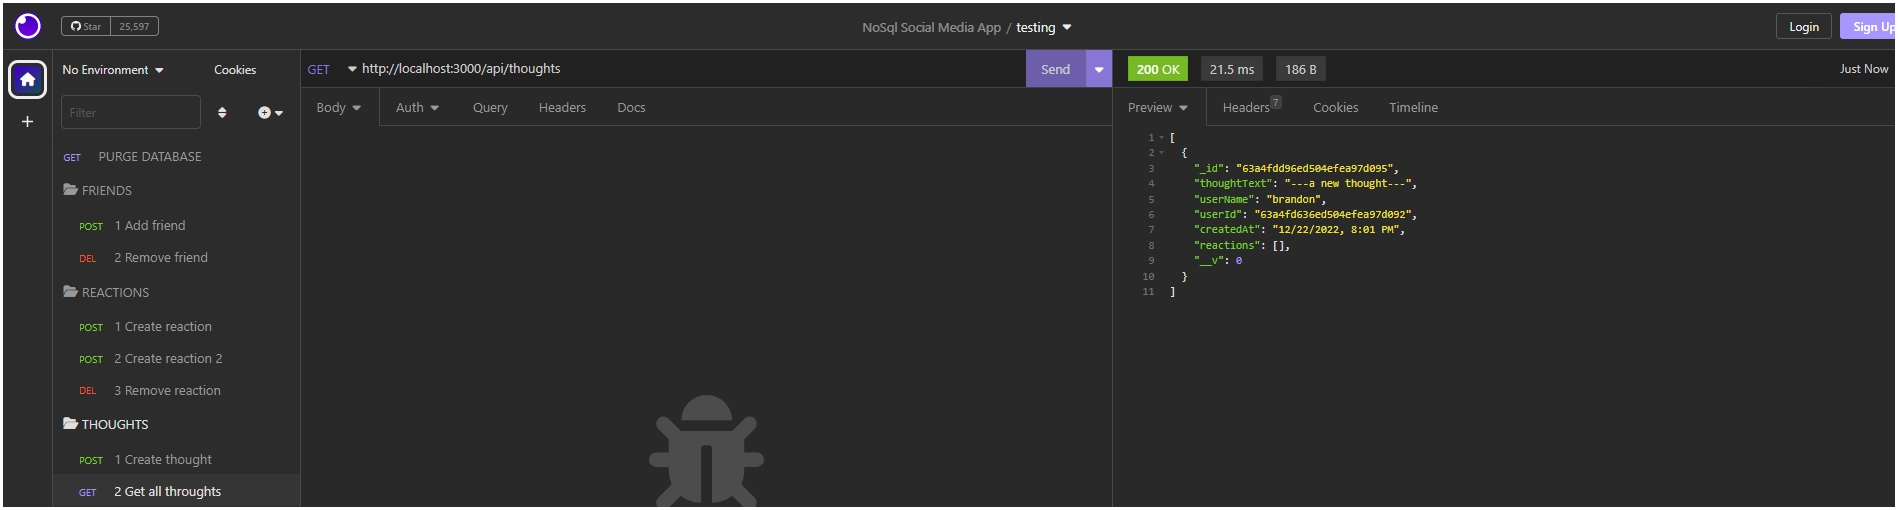 Star 25,597
NoSql Social Media App / testing
Login
Sign Up
No Environment
Cookies
Filter
GET PURGE DATABASE
FRIENDS
POST 1 Add friend
DEL 2 Remove friend
REACTIONS
POST 1 Create reaction
POST 2 Create reaction 2
DEL 3 Remove reaction
THOUGHTS
POST 1 Create thought
GET 2 Get all throughts
GET http://localhost:3000/api/thoughts
Send
Body Auth Query Headers Docs
200 OK 21.5 ms 186 B
Just Now
Preview Headers 7 Cookies Timeline
1 [
2 {
3 "_id": "63a4fdd96ed504efea97d095",
4 "thoughtText": "---a new thought---",
5 "userName": "brandon",
6 "userId": "63a4fd636ed504efea97d092",
7 "createdAt": "12/22/2022, 8:01 PM",
8 "reactions": [],
9 "__v": 0
10 }
11 ]